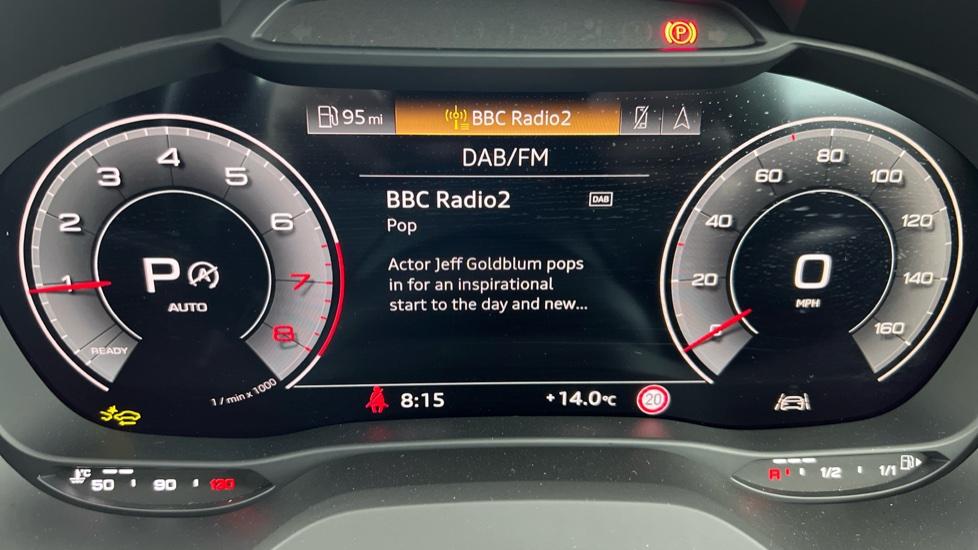 P
95 mi
BBC Radio2
DAB/FM
BBC Radio2
DAB
Pop
Actor Jeff Goldblum pops
in for an inspirational
start to the day and new...
8:15
+14.0°C
20
READY
1
2
3
4
5
6
7
8
1 / min x 1000
P A
AUTO
0
20
40
60
80
100
120
140
160
0
MPH
°C
50
90
130
R
1/2
1/1